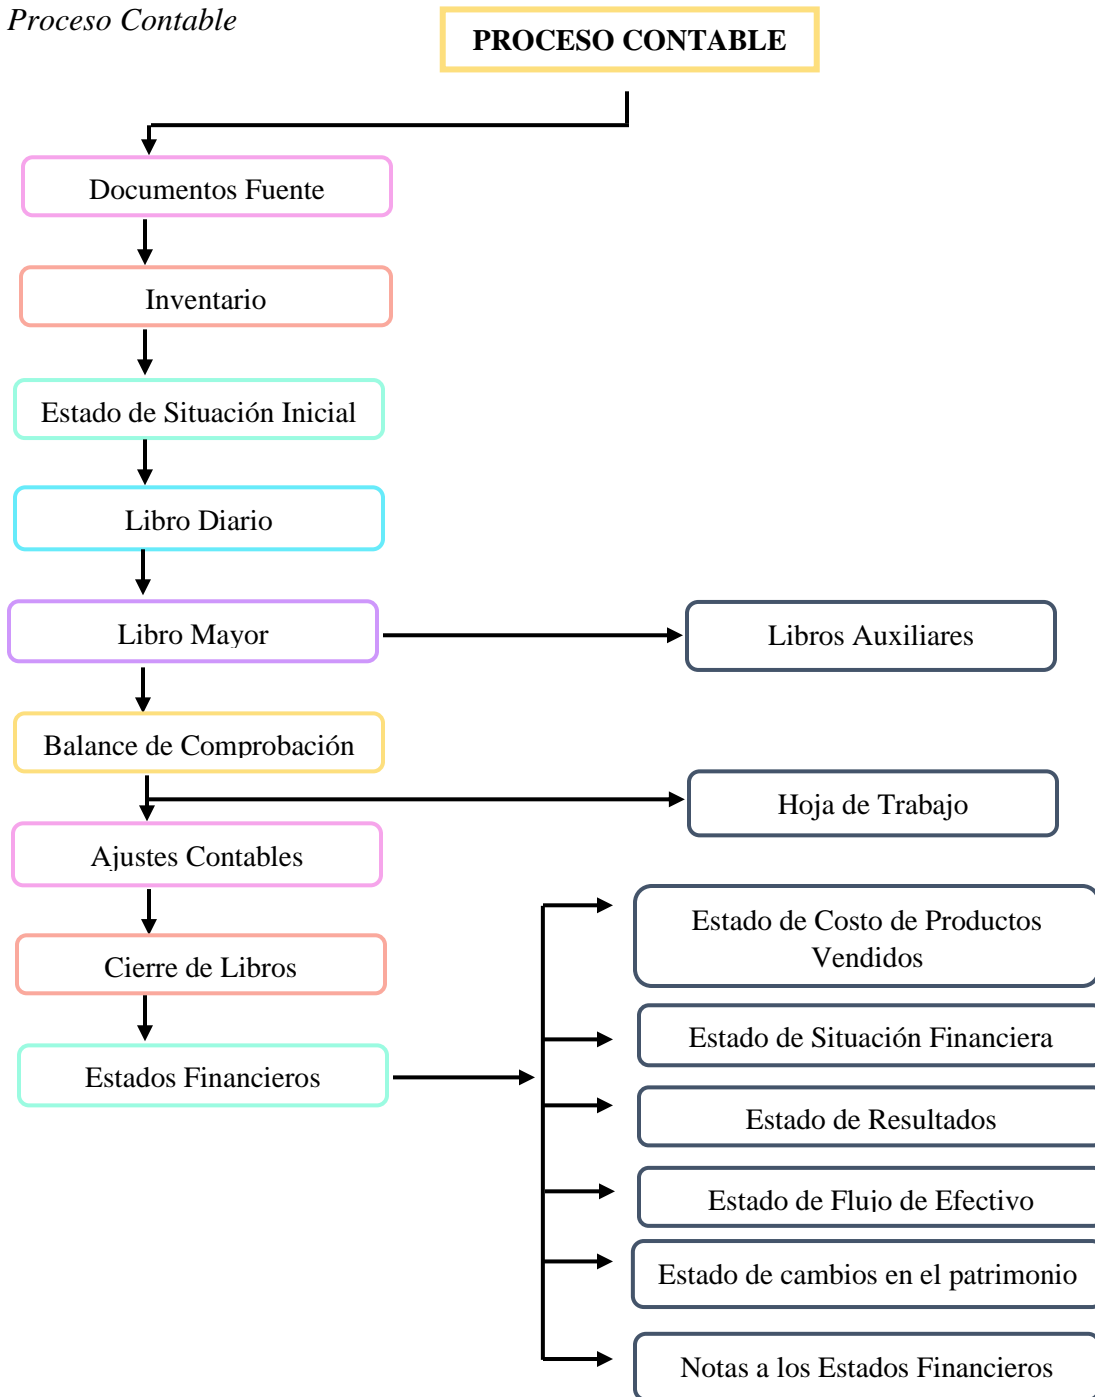 Proceso Contable
PROCESO CONTABLE
Documentos Fuente
Inventario
Estado de Situación Inicial
Libro Diario
Libro Mayor
Libros Auxiliares
Balance de Comprobación
Hoja de Trabajo
Ajustes Contables
Estado de Costo de Productos
Vendidos
Cierre de Libros
Estado de Situación Financiera
Estados Financieros
Estado de Resultados
Estado de Flujo de Efectivo
Estado de cambios en el patrimonio
Notas a los Estados Financieros